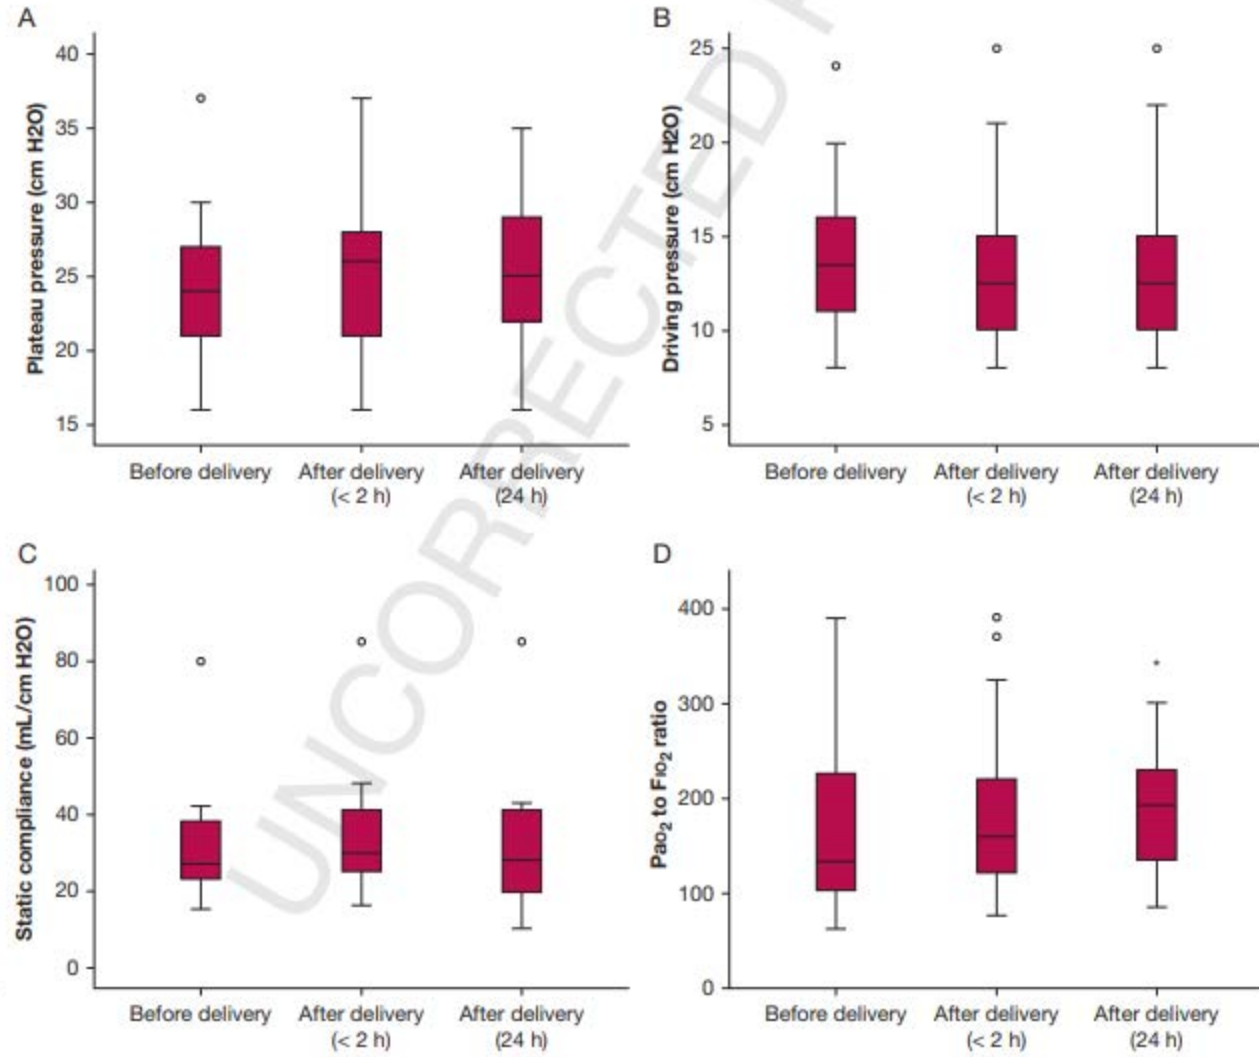 A
Plateau pressure (cm H2O)
40
35
30
25
20
15
Before delivery
After delivery
(< 2 h)
After delivery
(24 h)
B
Driving pressure (cm H2O)
25
20
15
10
5
Before delivery
After delivery
(< 2 h)
After delivery
(24 h)
C
Static compliance (mL/cm H2O)
100
80
60
40
20
0
Before delivery
After delivery
(< 2 h)
After delivery
(24 h)
D
PaO₂ to FIO₂ ratio
400
300
200
100
0
Before delivery
After delivery
(< 2 h)
After delivery
(24 h)
UNCORRECTED